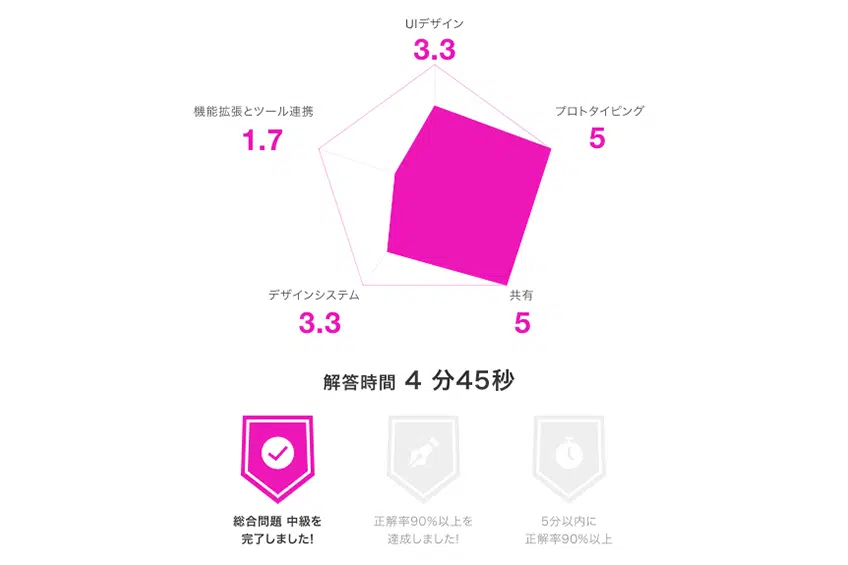 UIデザイン
3.3
機能拡張とツール連携
1.7
プロトタイピング
5
デザインシステム
3.3
共有
5
解答時間 4 分45秒
総合問題 中級を
完了しました!
正解率90%以上を
達成しました!
5分以内に
正解率90%以上